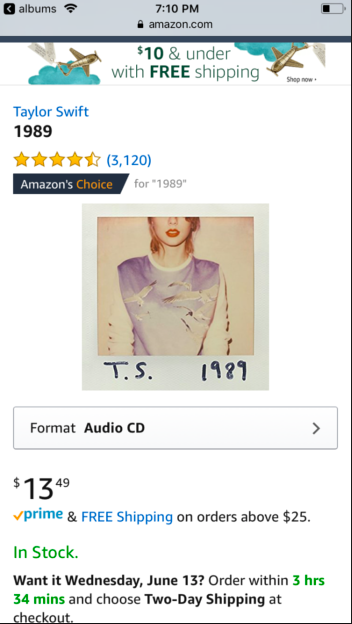 albums 7:10 PM
amazon.com
$10 & under
with FREE shipping
Shop now
Taylor Swift
1989
(3,120)
Amazon's Choice for "1989"
T.S. 1989
Format Audio CD
$13 49
prime & FREE Shipping on orders above $25.
In Stock.
Want it Wednesday, June 13? Order within 3 hrs
34 mins and choose Two-Day Shipping at
checkout.